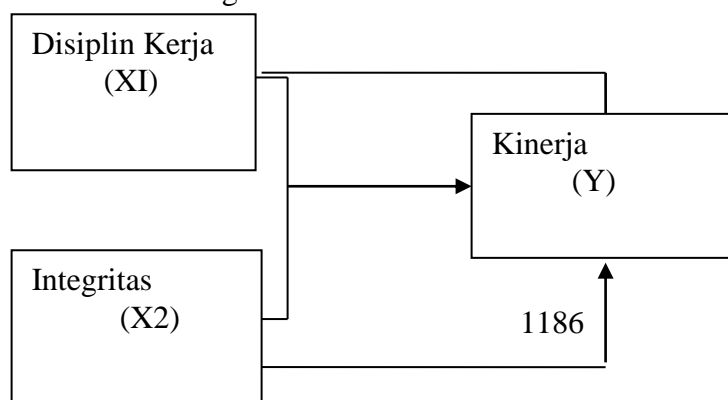 Disiplin Kerja
(XI)
Kinerja
(Y)
Integritas
(X2)
1186